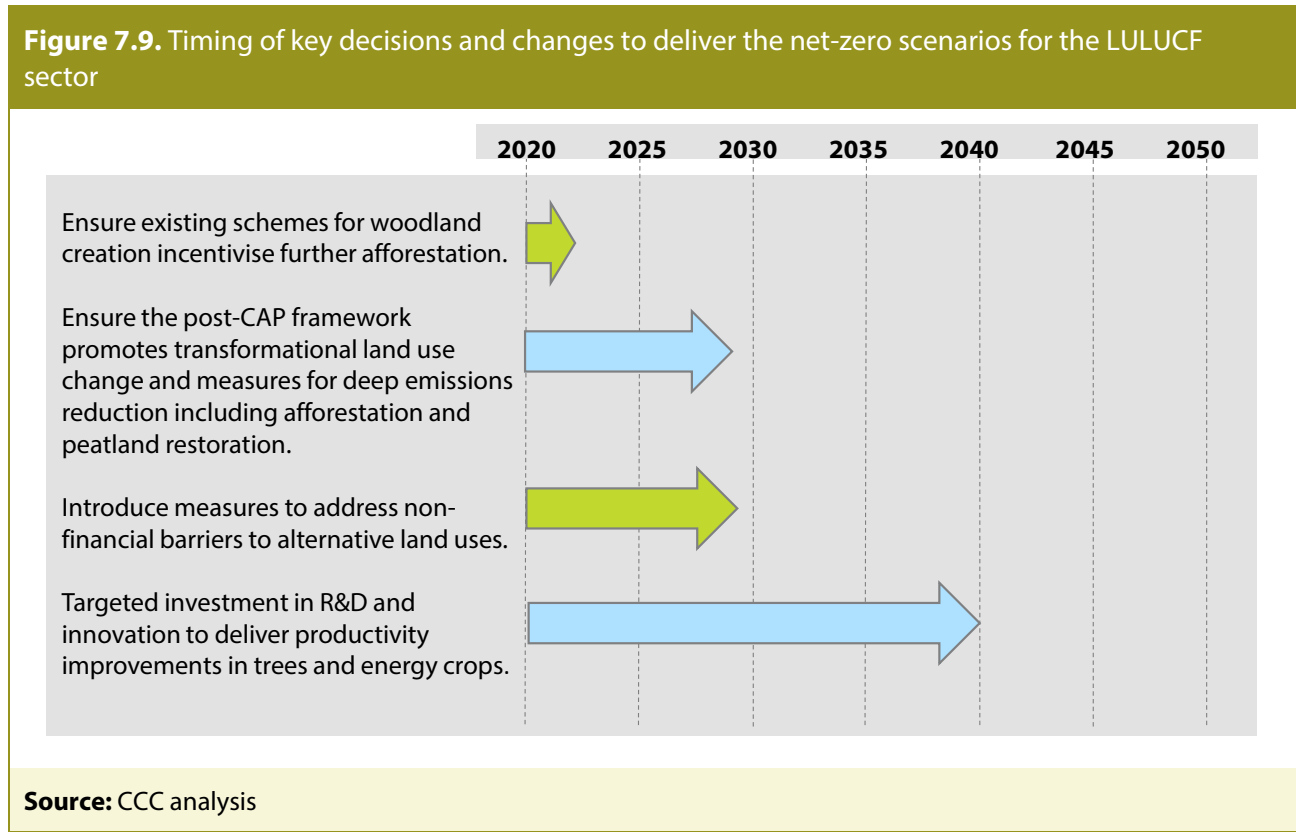 Figure 7.9. Timing of key decisions and changes to deliver the net-zero scenarios for the LULUCF
sector
2020 2025 2030 2035 2040 2045 2050
Ensure existing schemes for woodland
creation incentivise further afforestation.
Ensure the post-CAP framework
promotes transformational land use
change and measures for deep emissions
reduction including afforestation and
peatland restoration.
Introduce measures to address non-
financial barriers to alternative land uses.
Targeted investment in R&D and
innovation to deliver productivity
improvements in trees and energy crops.
Source: CCC analysis